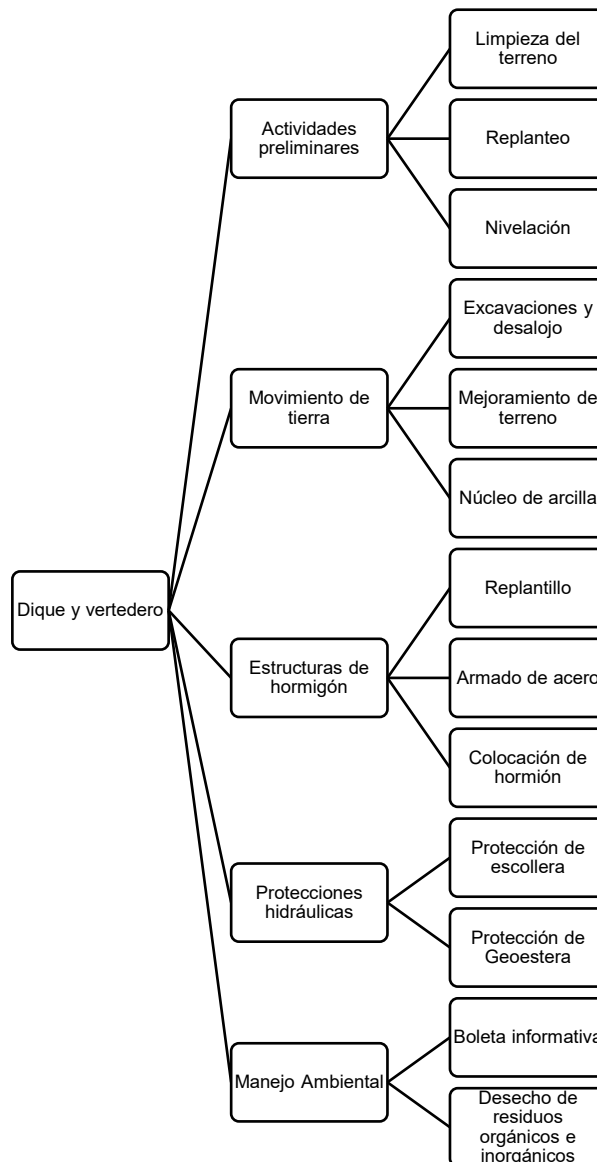 Dique y vertedero
Actividades
preliminares
Limpieza del
terreno
Replanteo
Nivelación
Movimiento de
tierra
Excavaciones y
desalojo
Mejoramiento de
terreno
Núcleo de arcilla
Estructuras de
hormigón
Replantillo
Armado de acero
Colocación de
hormión
Protecciones
hidráulicas
Protección de
escollera
Protección de
Geoestera
Manejo Ambiental
Boleta informativa
Desecho de
residuos
orgánicos e
inorgánicos